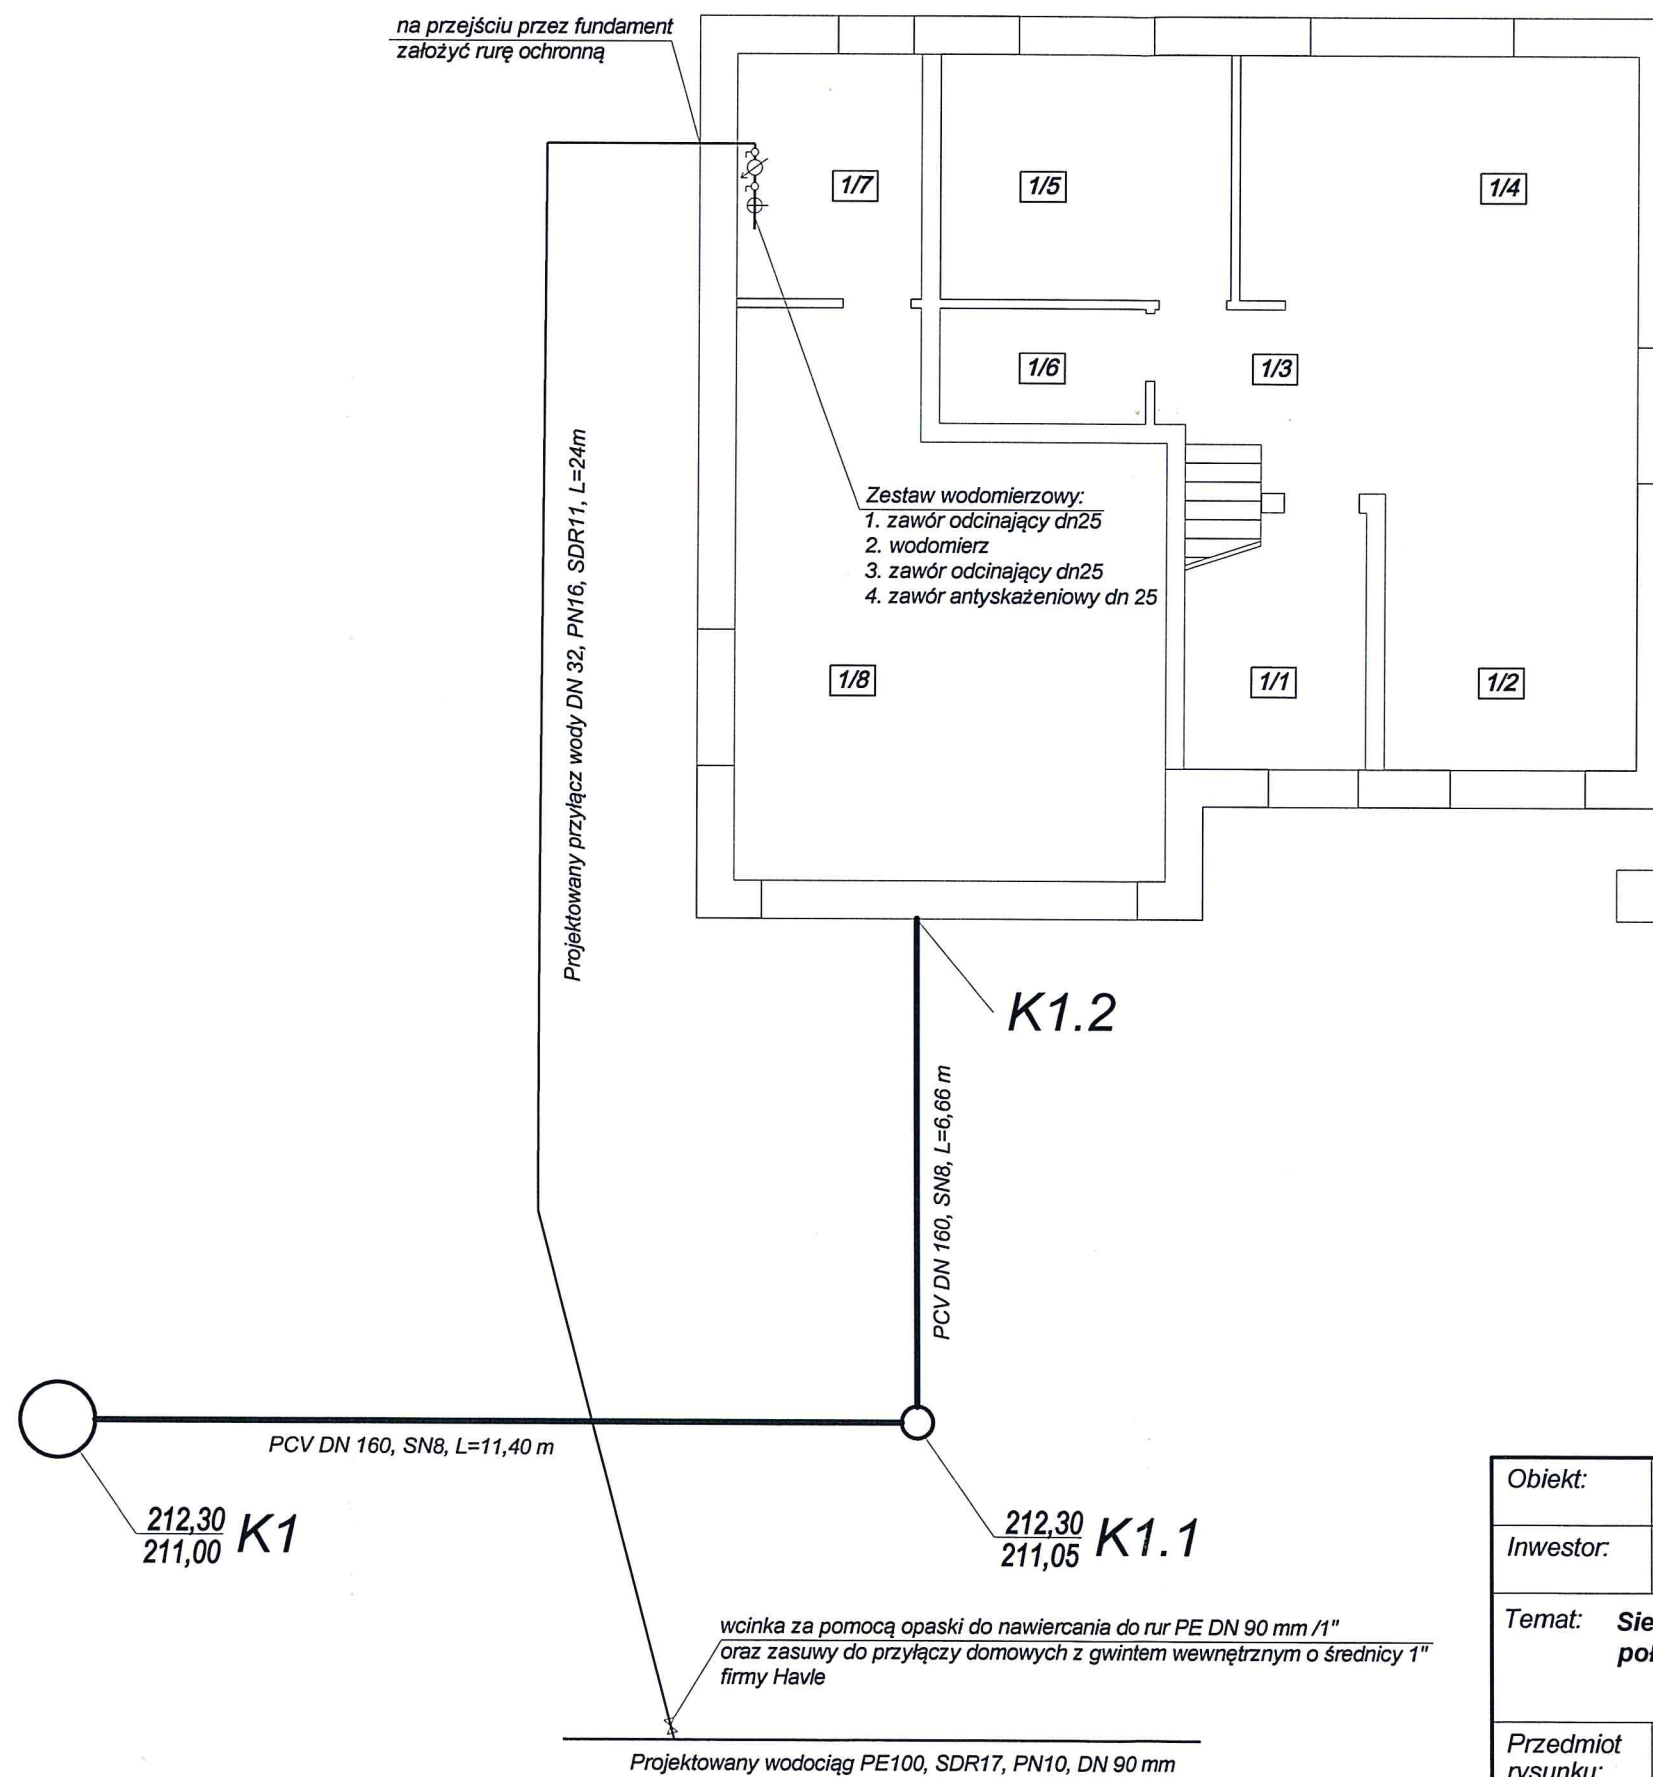 na przejściu przez fundament
założyć rurę ochronną
1/7
1/5
1/4
1/6
1/3
Projektowany przyłącz wody DN 32, PN16, SDR11, L=24m
Zestaw wodomierzowy:
1. zawór odcinający dn25
2. wodomierz
3. zawór odcinający dn25
4. zawór antyskażeniowy dn 25
1/8
1/1
1/2
K1.2
PCV DN 160, SN8, L=6,66 m
PCV DN 160, SN8, L=11,40 m
212,30
211,00
K1
212,30
211,05
K1.1
wcinka za pomocą opaski do nawiercania do rur PE DN 90 mm /1"
oraz zasuwy do przyłączy domowych z gwintem wewnętrznym o średnicy 1"
firmy Havle
Projektowany wodociąg PE100, SDR17, PN10, DN 90 mm
Obiekt:
Inwestor:
Temat: Sie
poł
Przedmiot
rysunku: